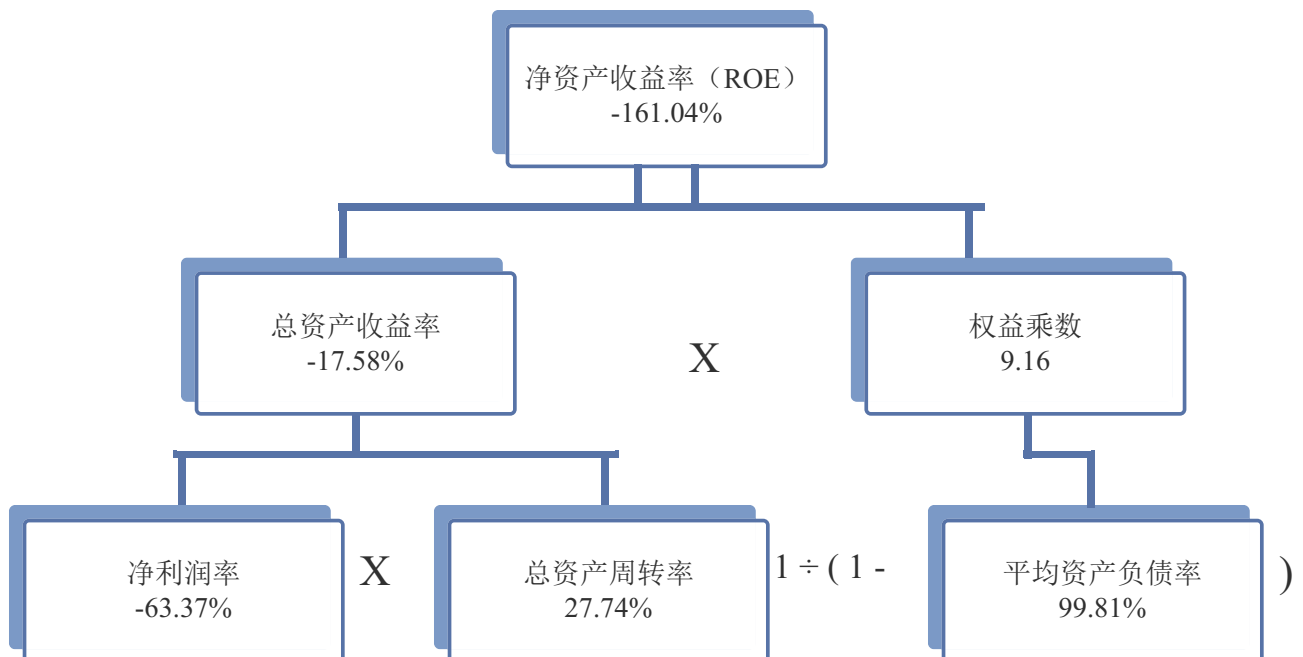 净资产收益率（ROE）
-161.04%
总资产收益率
-17.58%
X
权益乘数
9.16
净利润率
-63.37%
X
总资产周转率
27.74%
1 ÷ ( 1 -
平均资产负债率
99.81%
)